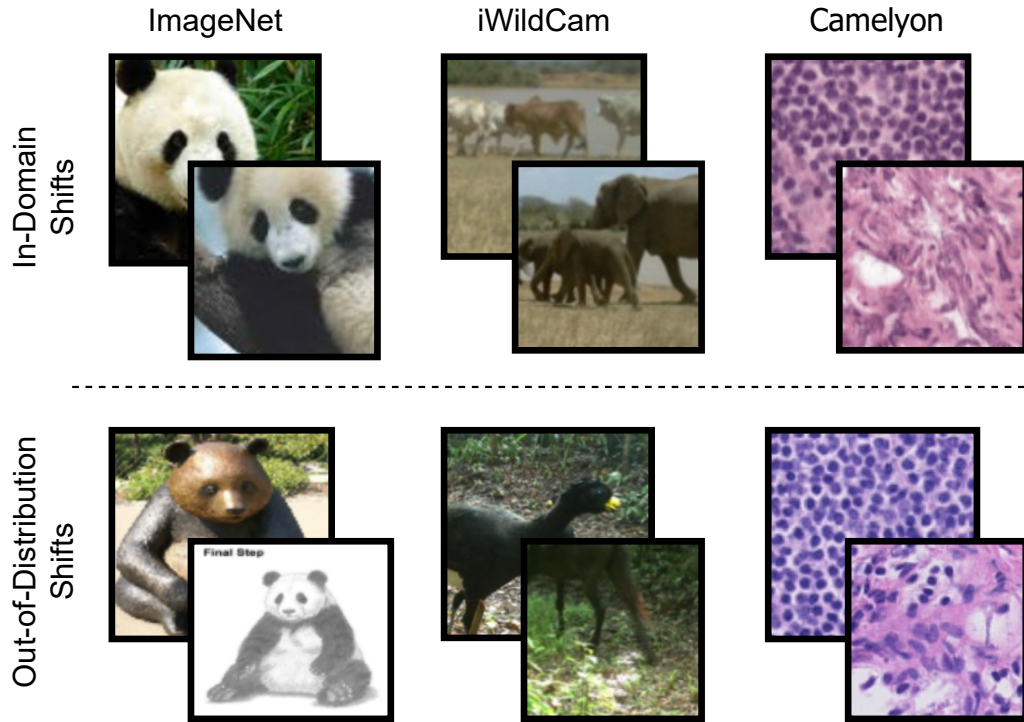 ImageNet
iWildCam
Camelyon
In-Domain
Shifts
Out-of-Distribution
Shifts
Final Step